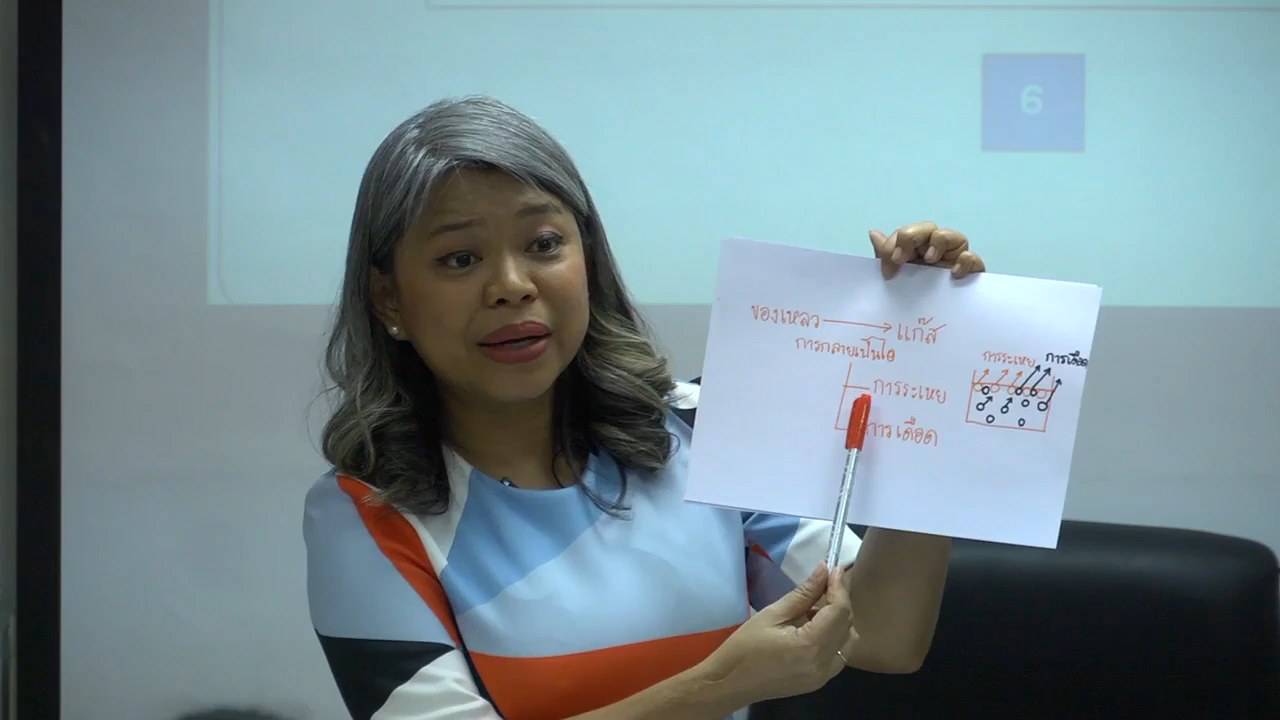 6
ของเหลว → แก๊ส
การกลายเป็นไอ
การระเหย
การเดือด
การระเหย
การเดือด